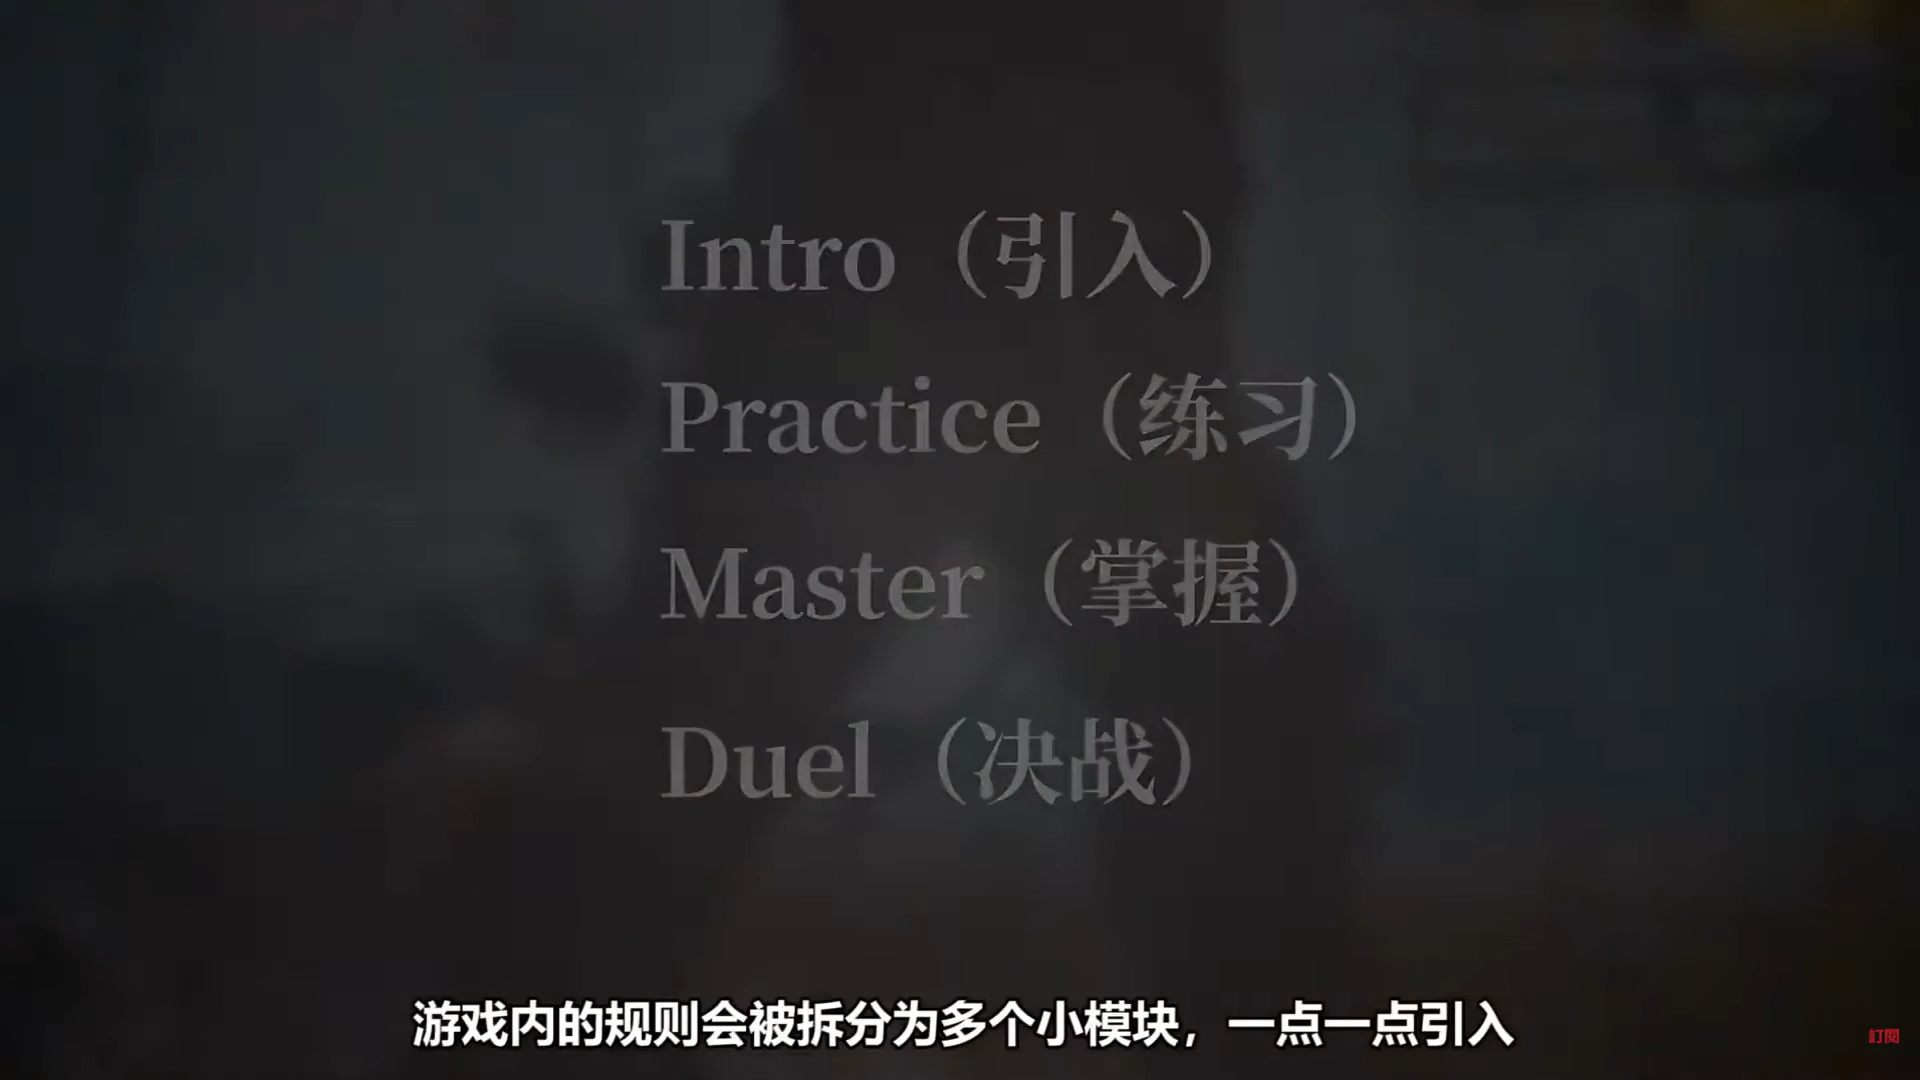 Intro（引入）
Practice（练习）
Master（掌握）
Duel（决战）
游戏内的规则会被拆分为多个小模块，一点一点引入
訂閱